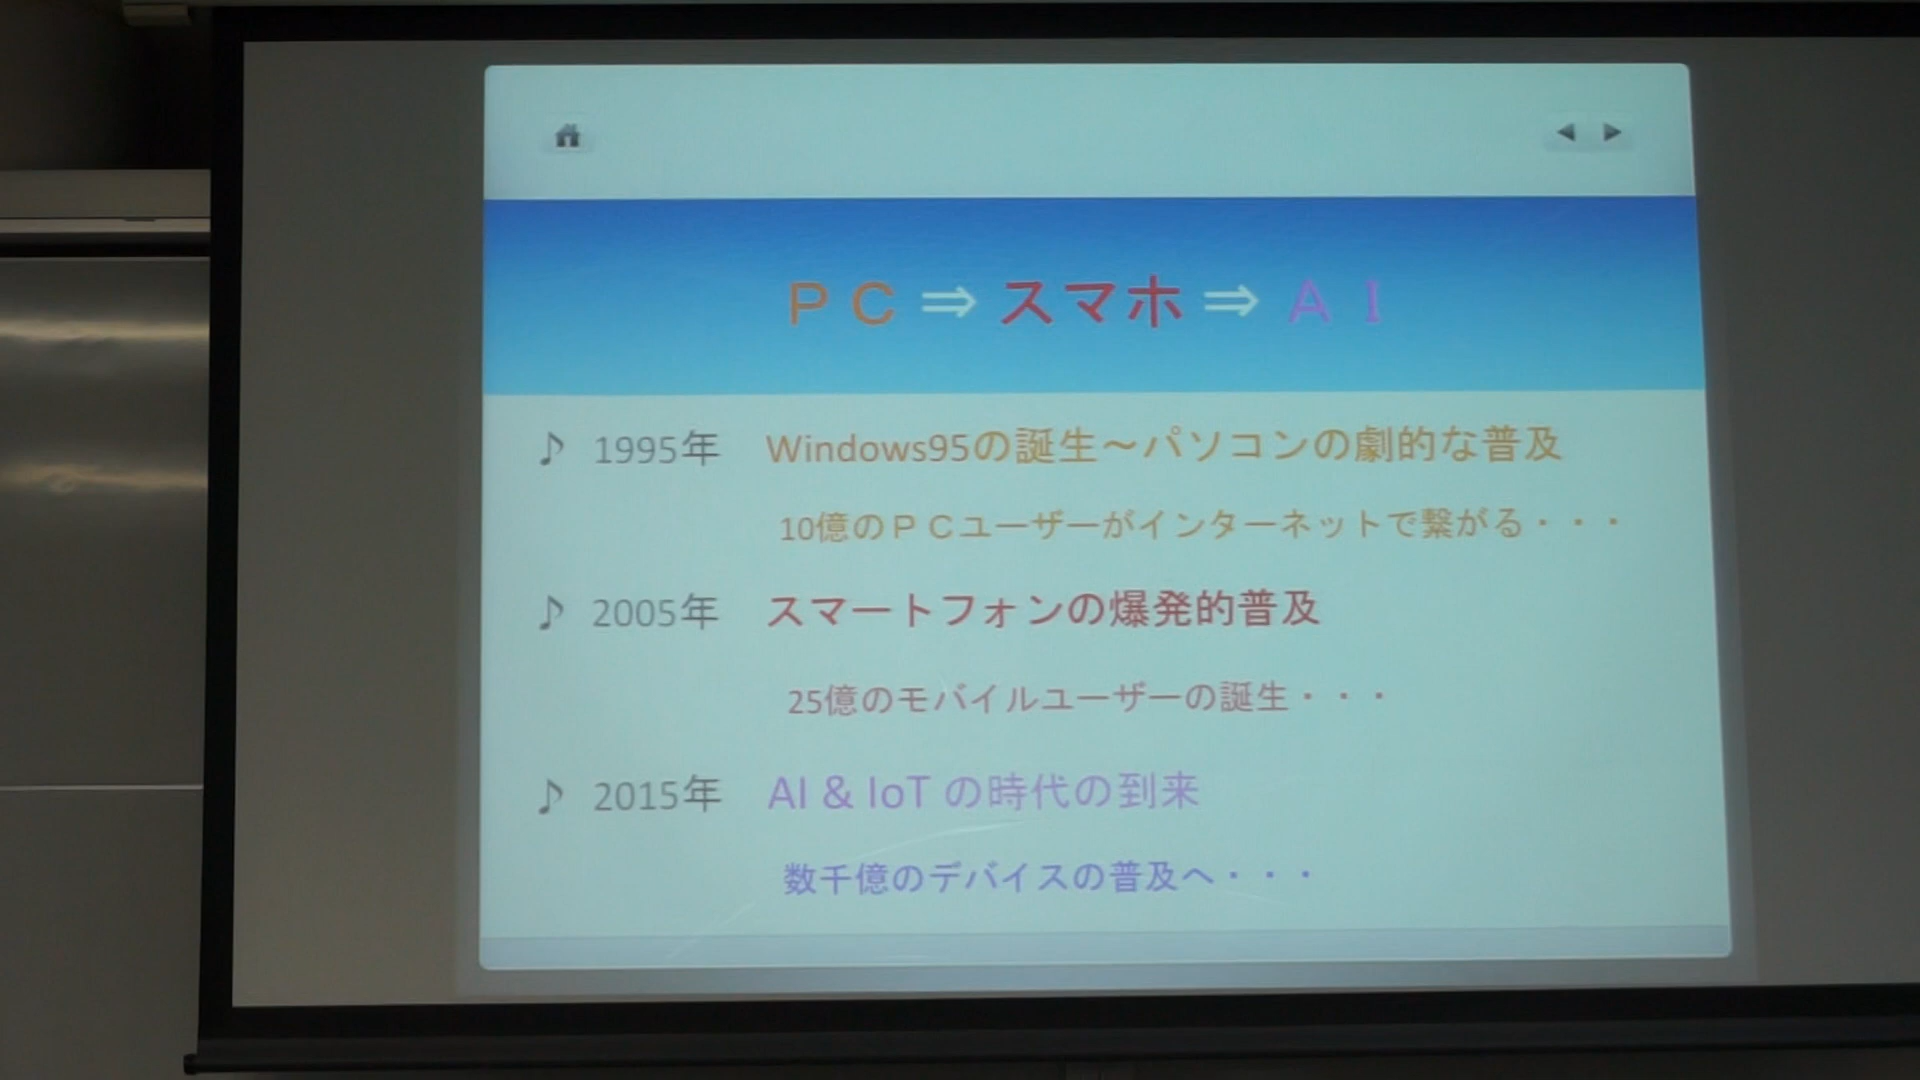 ＰＣ⇒スマホ⇒ＡＩ
♪ 1995年 Windows95の誕生～パソコンの劇的な普及
10億のＰＣユーザーがインターネットで繋がる・・・
♪ 2005年 スマートフォンの爆発的普及
25億のモバイルユーザーの誕生・・・
♪ 2015年 AI & IoT の時代の到来
数千億のデバイスの普及へ・・・